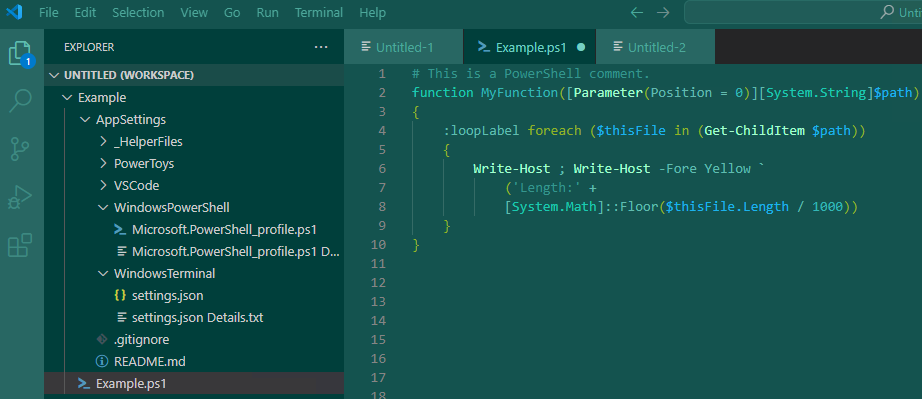 File Edit Selection View Go Run Terminal Help
Unti
EXPLORER
Untitled-1 Example.ps1 Untitled-2
1
UNTITLED (WORKSPACE)
Example
AppSettings
_HelperFiles
PowerToys
VSCode
WindowsPowerShell
Microsoft.PowerShell_profile.ps1
Microsoft.PowerShell_profile.ps1 D...
WindowsTerminal
{} settings.json
settings.json Details.txt
.gitignore
README.md
Example.ps1
1 # This is a PowerShell comment.
2 function MyFunction([Parameter(Position = 0)][System.String]$path)
3 {
4     :loopLabel foreach ($thisFile in (Get-ChildItem $path))
5     {
6         Write-Host ; Write-Host -Fore Yellow `
7             ('Length:' +
8             [System.Math]::Floor($thisFile.Length / 1000))
9     }
10 }
11
12
13
14
15
16
17
18